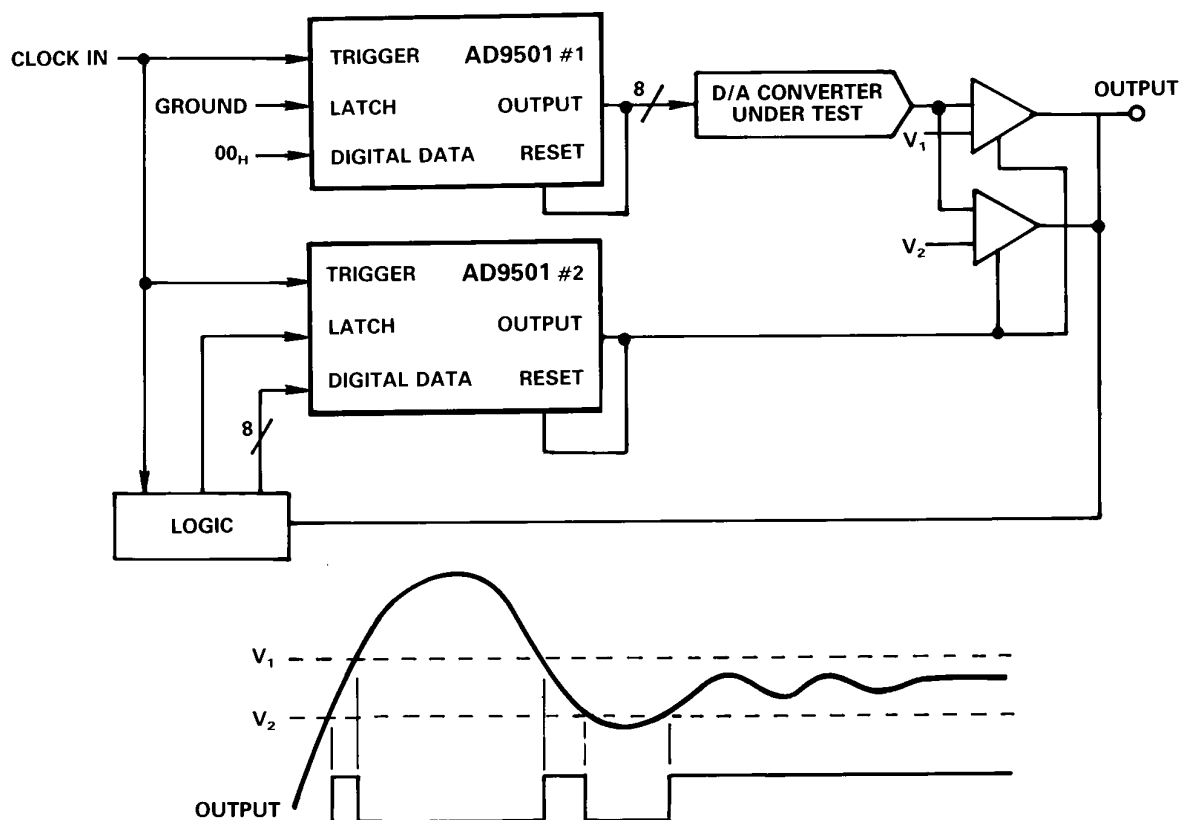 CLOCK IN
TRIGGER AD9501 #1
GROUND LATCH OUTPUT
00H DIGITAL DATA RESET
8
D/A CONVERTER
UNDER TEST
V1
V2
OUTPUT
TRIGGER AD9501 #2
LATCH OUTPUT
DIGITAL DATA RESET
8
LOGIC
V1
V2
OUTPUT